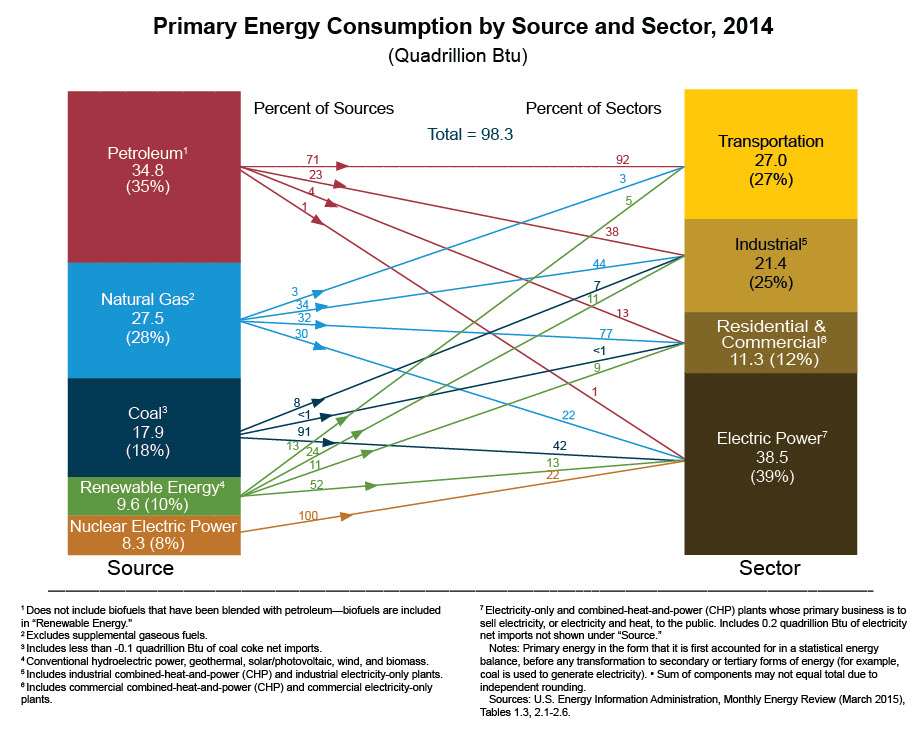 Primary Energy Consumption by Source and Sector, 2014
(Quadrillion Btu)
Percent of Sources
Percent of Sectors
Total = 98.3
Petroleum¹
34.8
(35%)
Natural Gas²
27.5
(28%)
Coal³
17.9
(18%)
Renewable Energy⁴
9.6 (10%)
Nuclear Electric Power
8.3 (8%)
Source
71
23
4
1
3
34
32
30
8
<1
91
13
24
11
52
100
92
3
5
38
44
7
11
13
77
<1
9
1
22
42
13
22
Transportation
27.0
(27%)
Industrial⁵
21.4
(25%)
Residential &
Commercial⁶
11.3 (12%)
Electric Power⁷
38.5
(39%)
Sector
¹ Does not include biofuels that have been blended with petroleum—biofuels are included
in “Renewable Energy.”
² Excludes supplemental gaseous fuels.
³ Includes less than -0.1 quadrillion Btu of coal coke net imports.
⁴ Conventional hydroelectric power, geothermal, solar/photovoltaic, wind, and biomass.
⁵ Includes industrial combined-heat-and-power (CHP) and industrial electricity-only plants.
⁶ Includes commercial combined-heat-and-power (CHP) and commercial electricity-only
plants.
⁷ Electricity-only and combined-heat-and-power (CHP) plants whose primary business is to
sell electricity, or electricity and heat, to the public. Includes 0.2 quadrillion Btu of electricity
net imports not shown under “Source.”
Notes: Primary energy in the form that it is first accounted for in a statistical energy
balance, before any transformation to secondary or tertiary forms of energy (for example,
coal is used to generate electricity). • Sum of components may not equal total due to
independent rounding.
Sources: U.S. Energy Information Administration, Monthly Energy Review (March 2015),
Tables 1.3, 2.1-2.6.